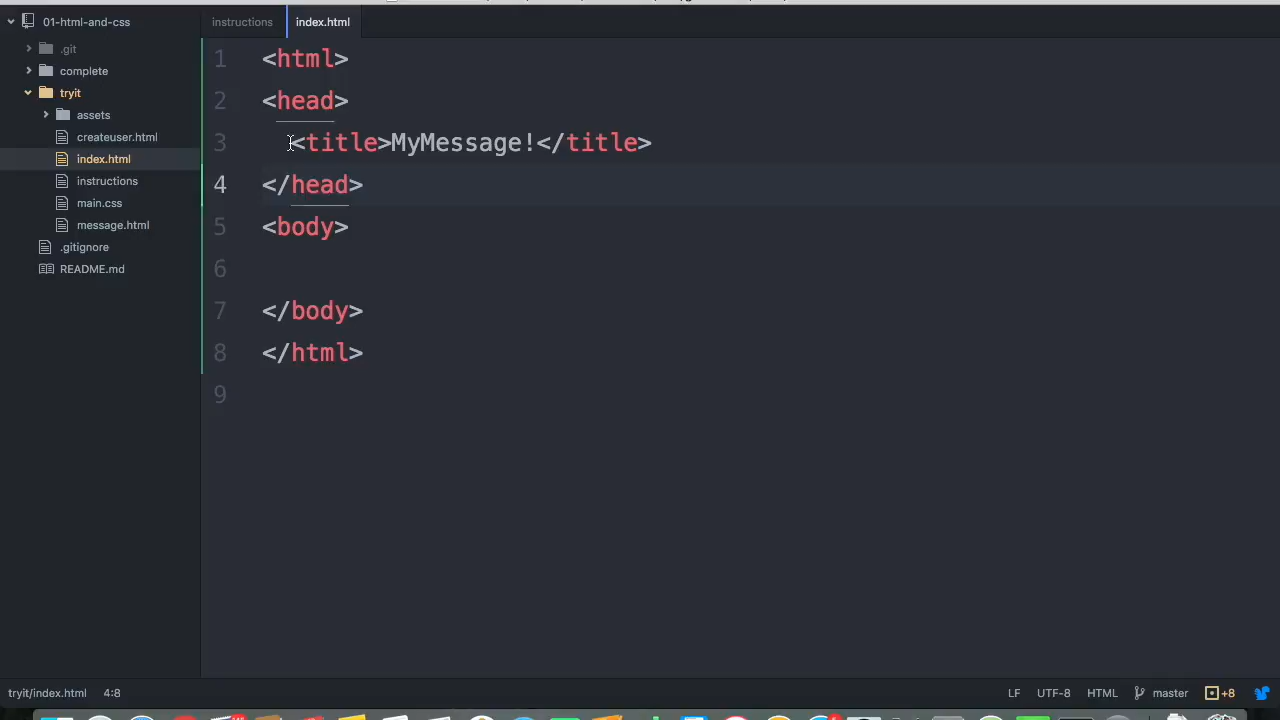 01-html-and-css
instructions
index.html
.git
complete
tryit
assets
createuser.html
index.html
instructions
main.css
message.html
.gitignore
README.md
1 <html>
2 <head>
3 <title>MyMessage!</title>
4 </head>
5 <body>
6
7 </body>
8 </html>
9
tryit/index.html 4:8 LF UTF-8 HTML master +8